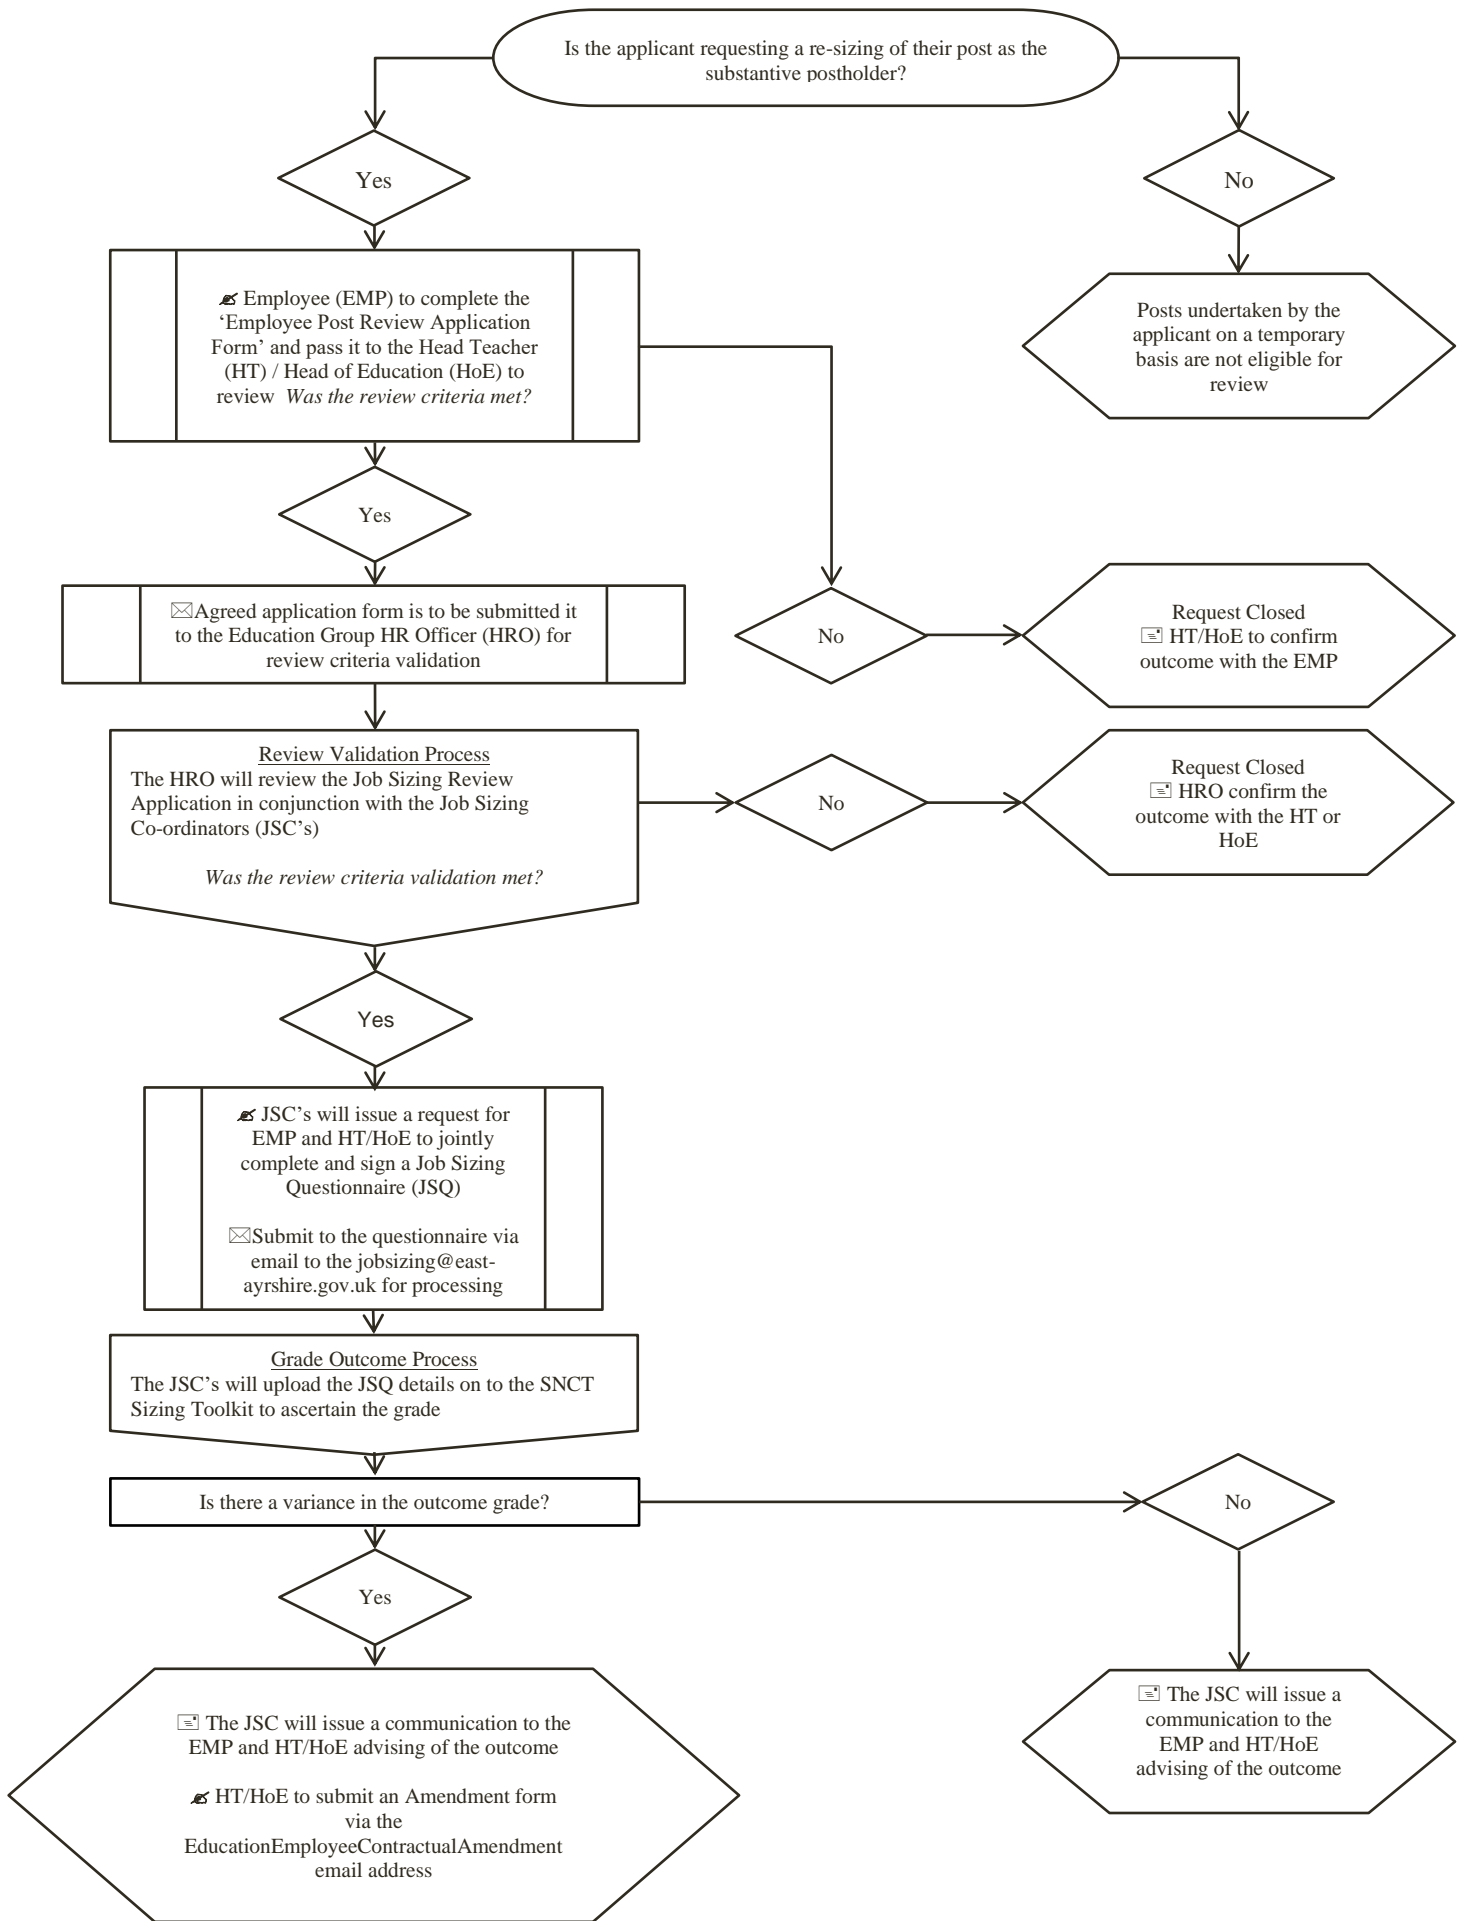 Is the applicant requesting a re-sizing of their post as the
substantive postholder?
Yes
No
✍ Employee (EMP) to complete the
‘Employee Post Review Application
Form’ and pass it to the Head Teacher
(HT) / Head of Education (HoE) to
review Was the review criteria met?
Posts undertaken by the
applicant on a temporary
basis are not eligible for
review
Yes
🖂Agreed application form is to be submitted it
to the Education Group HR Officer (HRO) for
review criteria validation
No
Request Closed
🖃 HT/HoE to confirm
outcome with the EMP
Review Validation Process
The HRO will review the Job Sizing Review
Application in conjunction with the Job Sizing
Co-ordinators (JSC’s)
Was the review criteria validation met?
No
Request Closed
🖃 HRO confirm the
outcome with the HT or
HoE
Yes
✍ JSC’s will issue a request for
EMP and HT/HoE to jointly
complete and sign a Job Sizing
Questionnaire (JSQ)
🖂Submit to the questionnaire via
email to the jobsizing@east-
ayrshire.gov.uk for processing
Grade Outcome Process
The JSC’s will upload the JSQ details on to the SNCT
Sizing Toolkit to ascertain the grade
Is there a variance in the outcome grade?
No
Yes
🖃 The JSC will issue a communication to the
EMP and HT/HoE advising of the outcome
✍ HT/HoE to submit an Amendment form
via the
EducationEmployeeContractualAmendment
email address
🖃 The JSC will issue a
communication to the
EMP and HT/HoE
advising of the outcome